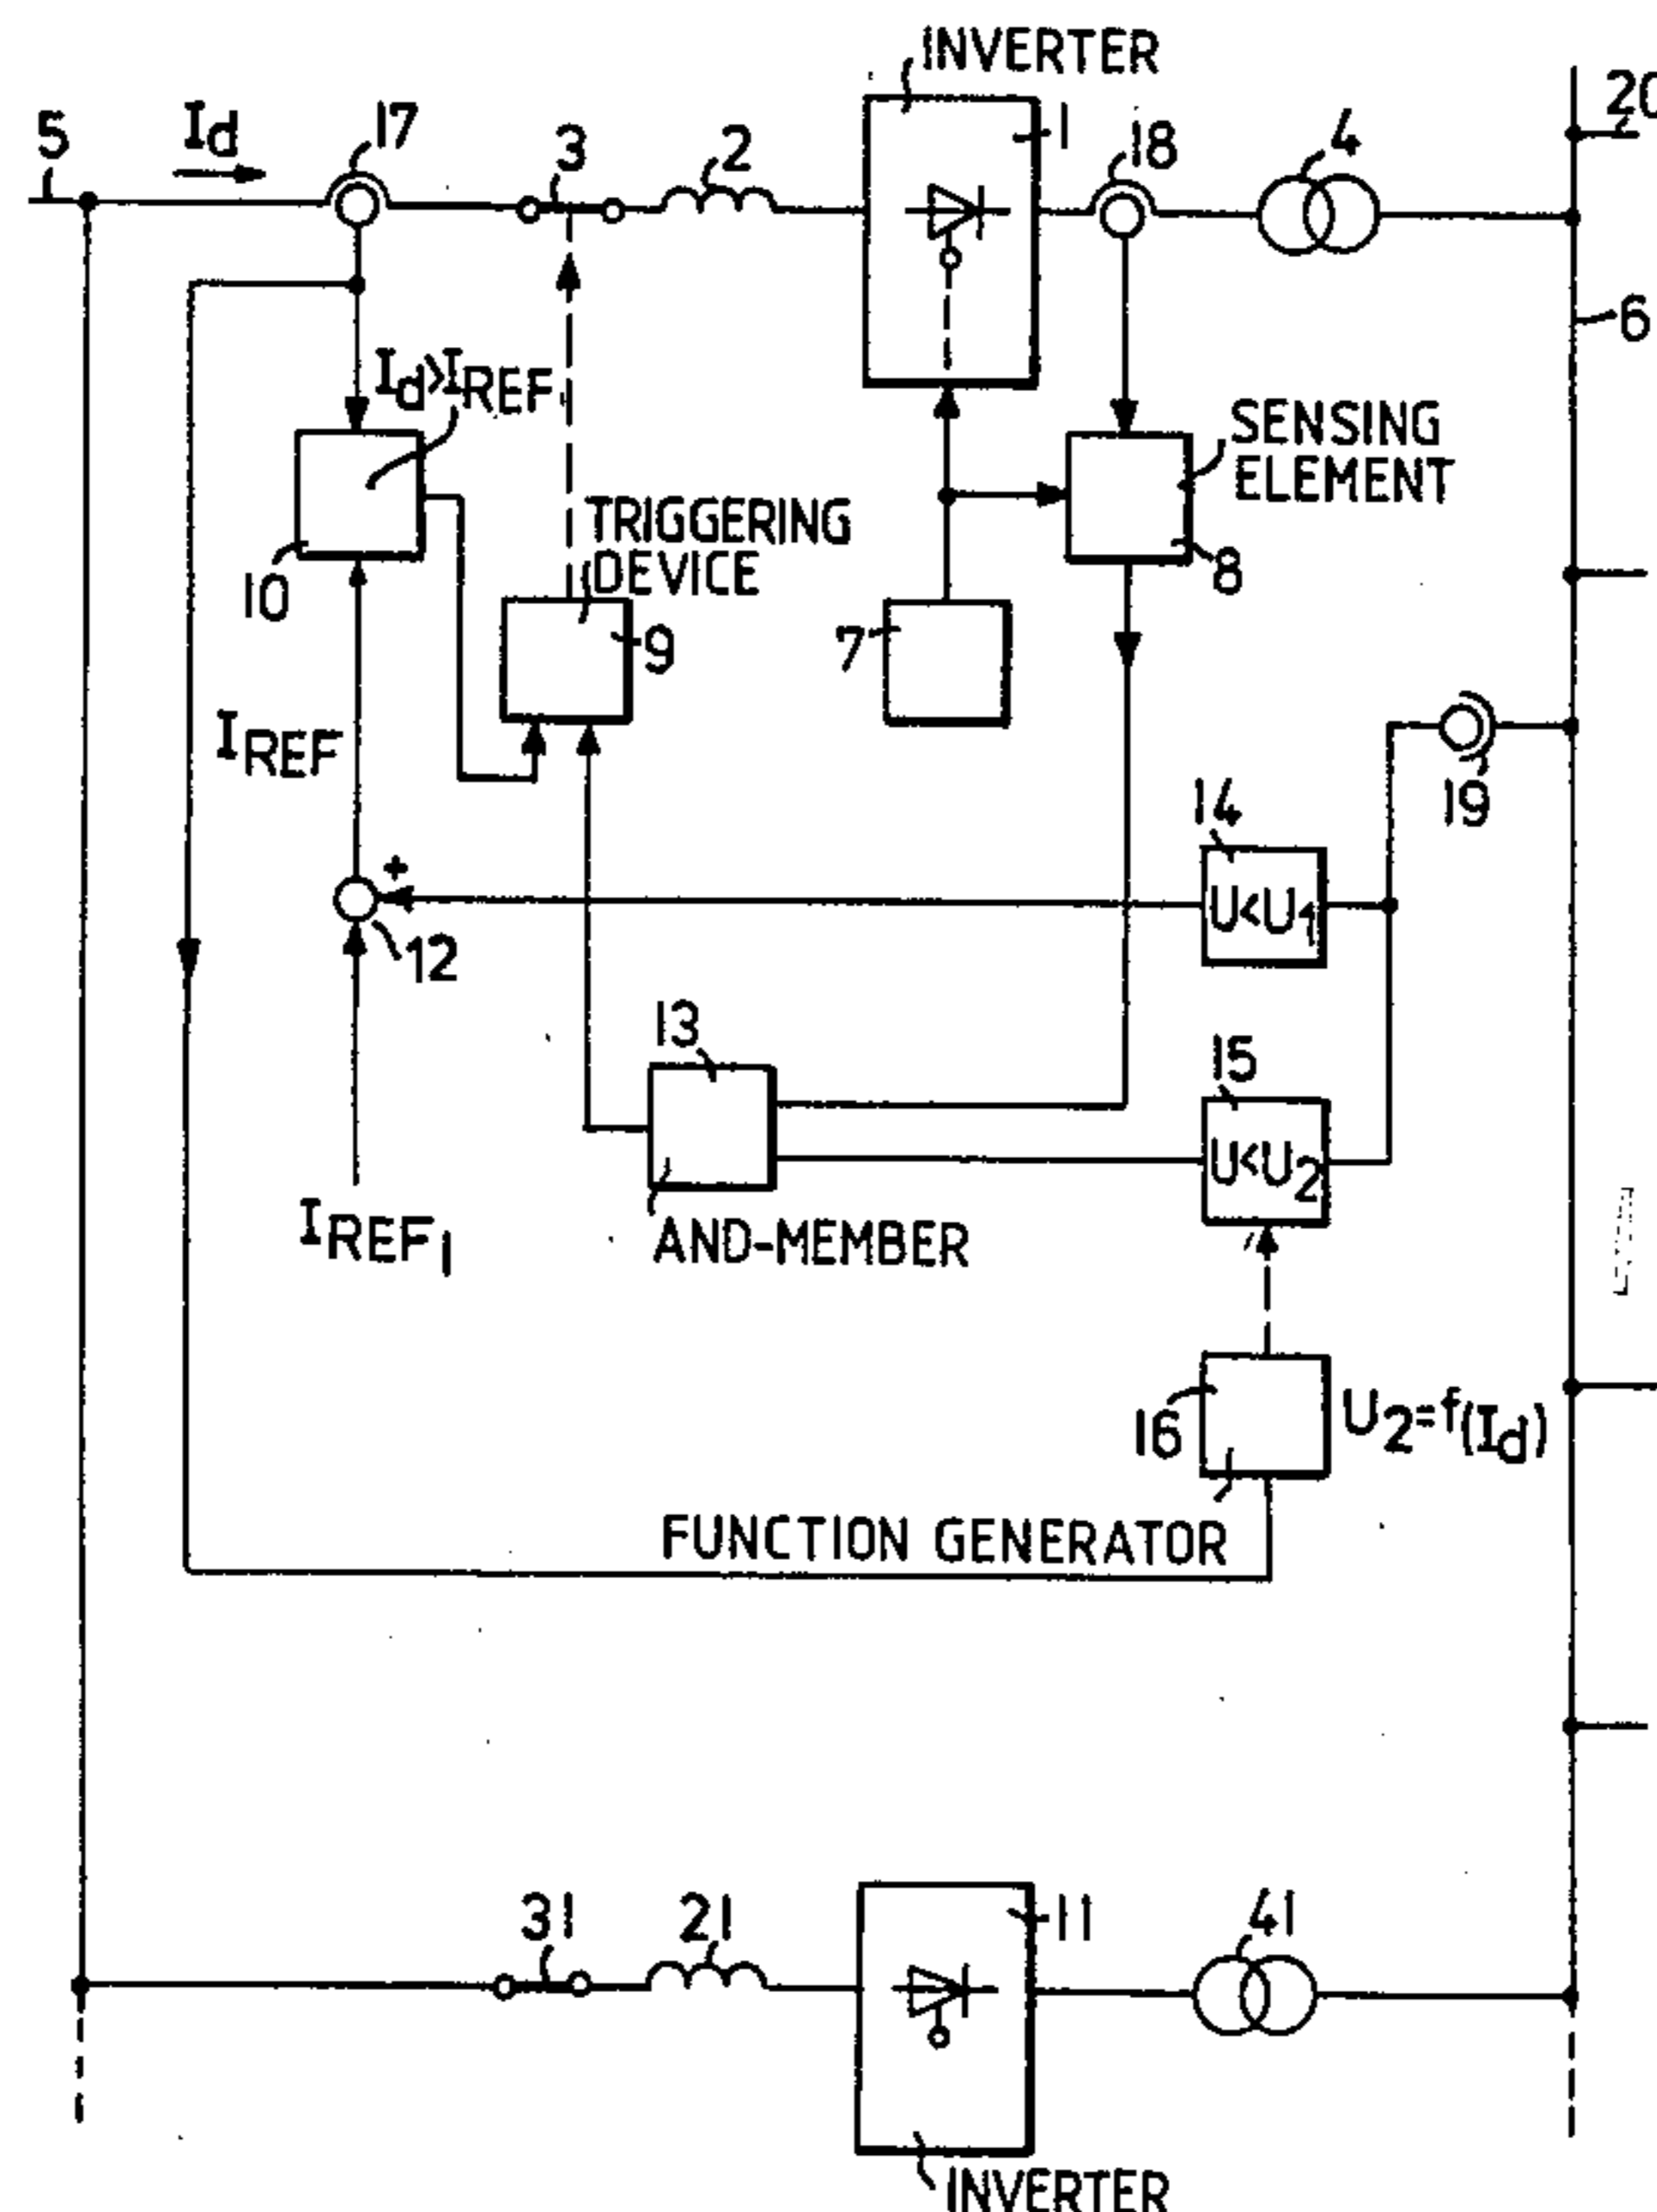 INVERTER
20
5
Id
17
3
2
1
18
4
6
Id>IREF
SENSING
ELEMENT
TRIGGERING
DEVICE
10
9
7
8
IREF
19
14
+
U<U1
12
13
15
U<U2
IREF1
AND-MEMBER
16
U2=f(Id)
FUNCTION GENERATOR
31
21
11
41
INVERTER